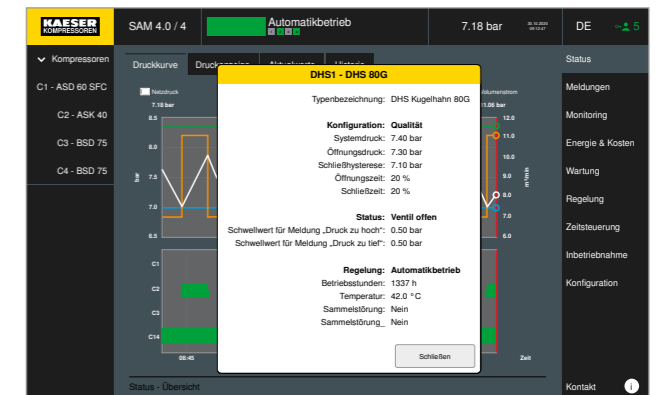 KAESER
KOMPRESSOREN
SAM 4.0 / 4
Automatikbetrieb
7.18 bar
30.10.2020
09:13:47
DE
5
Kompressoren
C1 - ASD 60 SFC
C2 - ASK 40
C3 - BSD 75
C4 - BSD 75
Druckkurve
Netzdruck
7.18 bar
8.5
8.0
7.5
7.0
6.5
bar
C1
C2
C3
C14
08:45
DHS1 - DHS 80G
Typenbezeichnung: DHS Kugelhahn 80G
Konfiguration: Qualität
Systemdruck: 7.40 bar
Öffnungsdruck: 7.30 bar
Schließhysterese: 7.10 bar
Öffnungszeit: 20 %
Schließzeit: 20 %
Status: Ventil offen
Schwellwert für Meldung „Druck zu hoch“: 0.50 bar
Schwellwert für Meldung „Druck zu tief“: 0.50 bar
Regelung: Automatikbetrieb
Betriebsstunden: 1337 h
Temperatur: 42.0 °C
Sammelstörung: Nein
Sammelstörung_ Nein
Schließen
Volumenstrom
11.06 bar
12.0
11.0
10.0
9.0
8.0
7.0
6.0
m³/min
Zeit
Status
Meldungen
Monitoring
Energie & Kosten
Wartung
Regelung
Zeitsteuerung
Inbetriebnahme
Konfiguration
Status - Übersicht
Kontakt
i